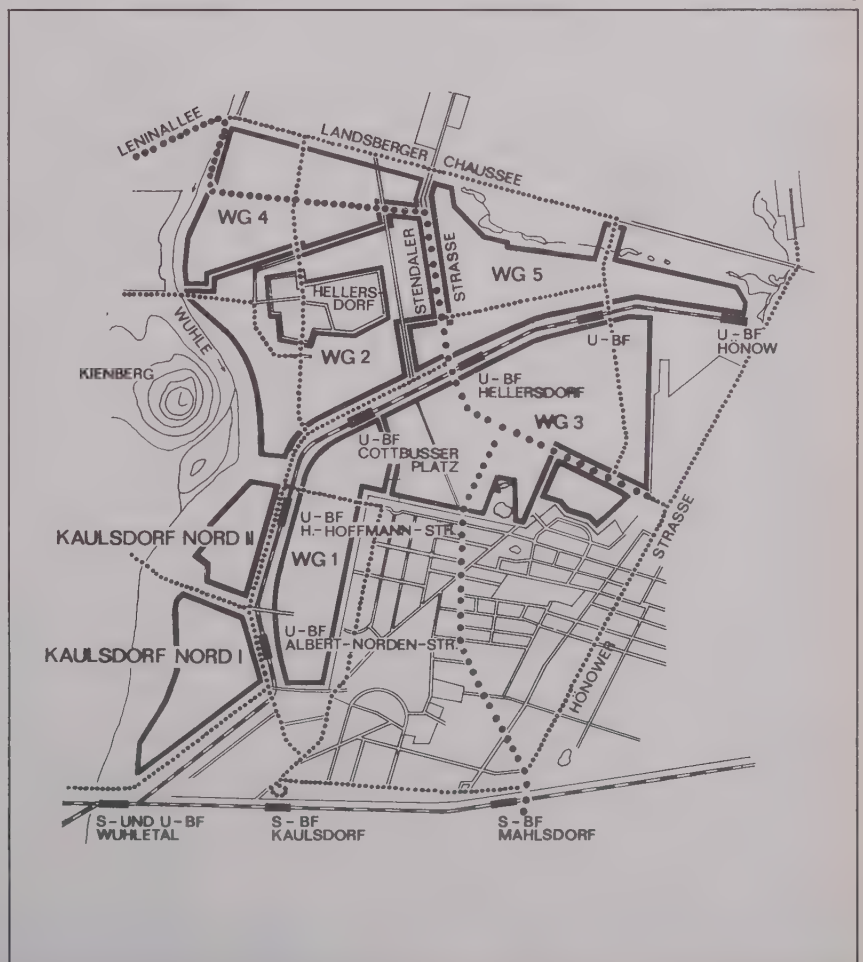 LENINALLEE
LANDSBERGER CHAUSSEE
WG 4
STENDALER
STRASSE
WG 5
HELLERS
DORF
WUHLE
WG 2
U-BF
U-BF
HÖNOW
KIENBERG
U-BF
HELLERSDORF
WG 3
U-BF
COTTBUSSER
PLATZ
KAULSDORF NORD II
U-BF
H.-HOFFMANN-STR.
WG 1
HÖNOWER STRASSE
KAULSDORF NORD I
U-BF
ALBERT-NORDEN-STR.
S-UND U-BF
WUHLETAL
S-BF
KAULSDORF
S-BF
MAHLSDORF